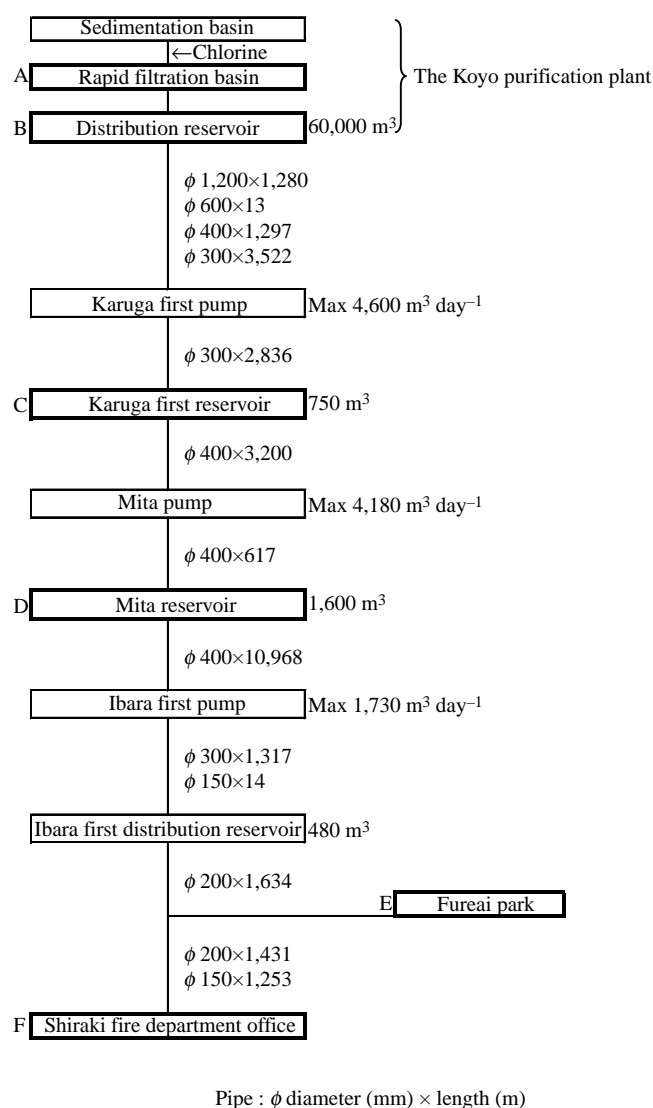 Sedimentation basin
←Chlorine
A Rapid filtration basin
The Koyo purification plant
B Distribution reservoir 60,000 m³
ϕ 1,200×1,280
ϕ 600×13
ϕ 400×1,297
ϕ 300×3,522
Karuga first pump Max 4,600 m³ day⁻¹
ϕ 300×2,836
C Karuga first reservoir 750 m³
ϕ 400×3,200
Mita pump Max 4,180 m³ day⁻¹
ϕ 400×617
D Mita reservoir 1,600 m³
ϕ 400×10,968
Ibara first pump Max 1,730 m³ day⁻¹
ϕ 300×1,317
ϕ 150×14
Ibara first distribution reservoir 480 m³
ϕ 200×1,634
E Fureai park
ϕ 200×1,431
ϕ 150×1,253
F Shiraki fire department office
Pipe : ϕ diameter (mm) × length (m)